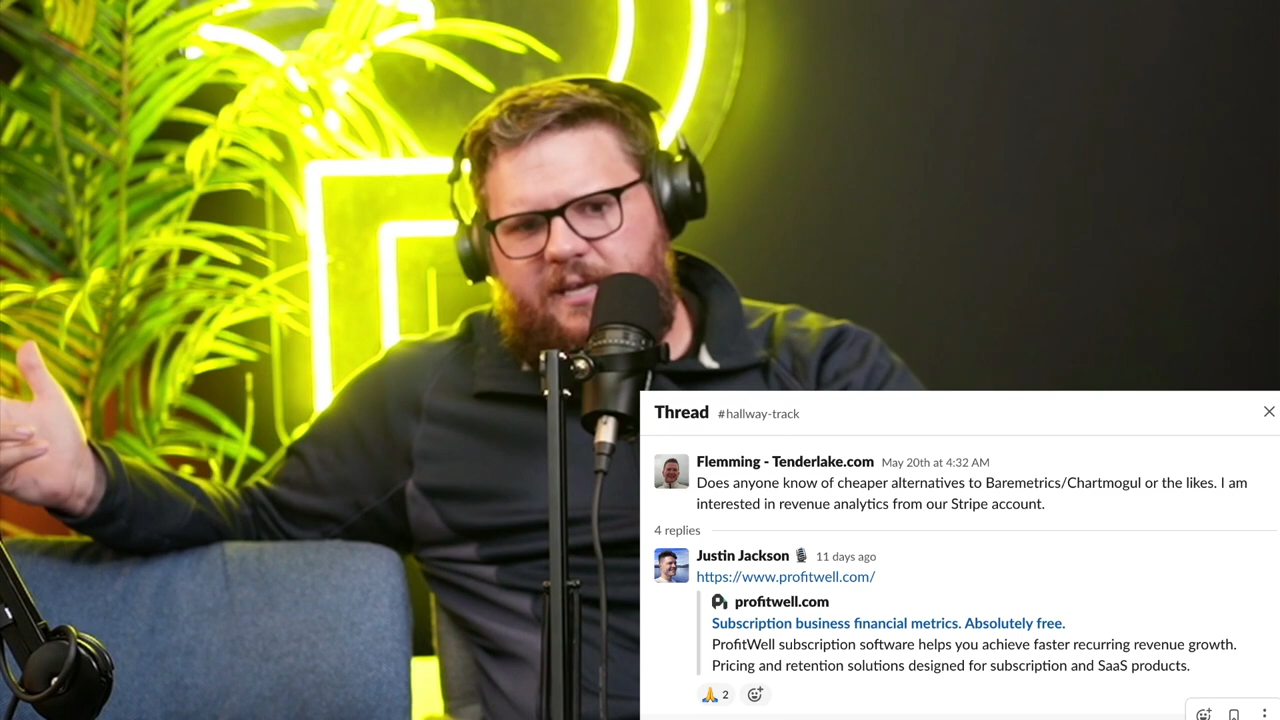 Thread #hallway-track
Flemming - Tenderlake.com May 20th at 4:32 AM
Does anyone know of cheaper alternatives to Baremetrics/Chartmogul or the likes. I am
interested in revenue analytics from our Stripe account.
4 replies
Justin Jackson 11 days ago
https://www.profitwell.com/
profitwell.com
Subscription business financial metrics. Absolutely free.
ProfitWell subscription software helps you achieve faster recurring revenue growth.
Pricing and retention solutions designed for subscription and SaaS products.
2